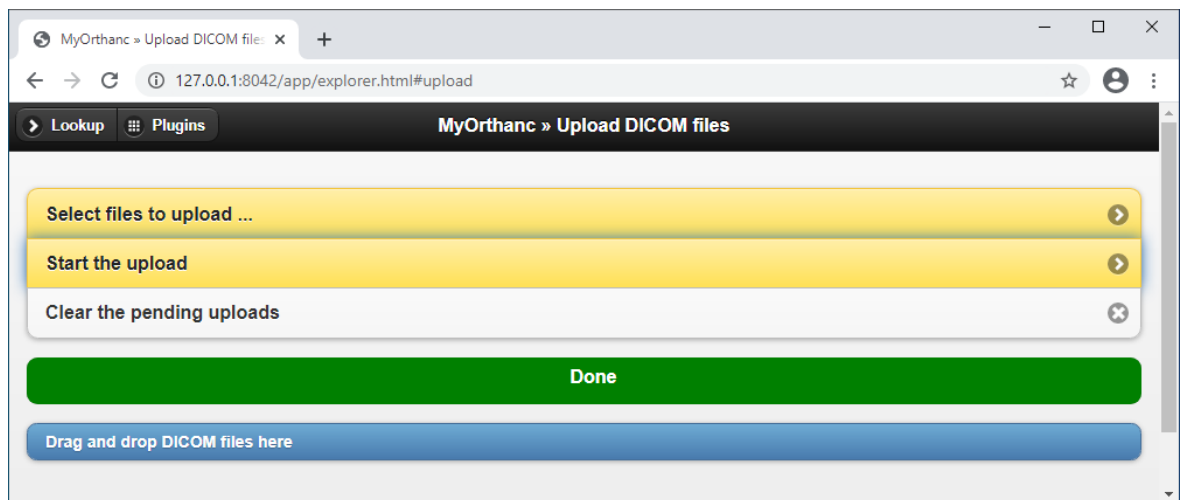 MyOrthanc » Upload DICOM files
127.0.0.1:8042/app/explorer.html#upload
Lookup Plugins MyOrthanc » Upload DICOM files
Select files to upload ...
Start the upload
Clear the pending uploads
Done
Drag and drop DICOM files here